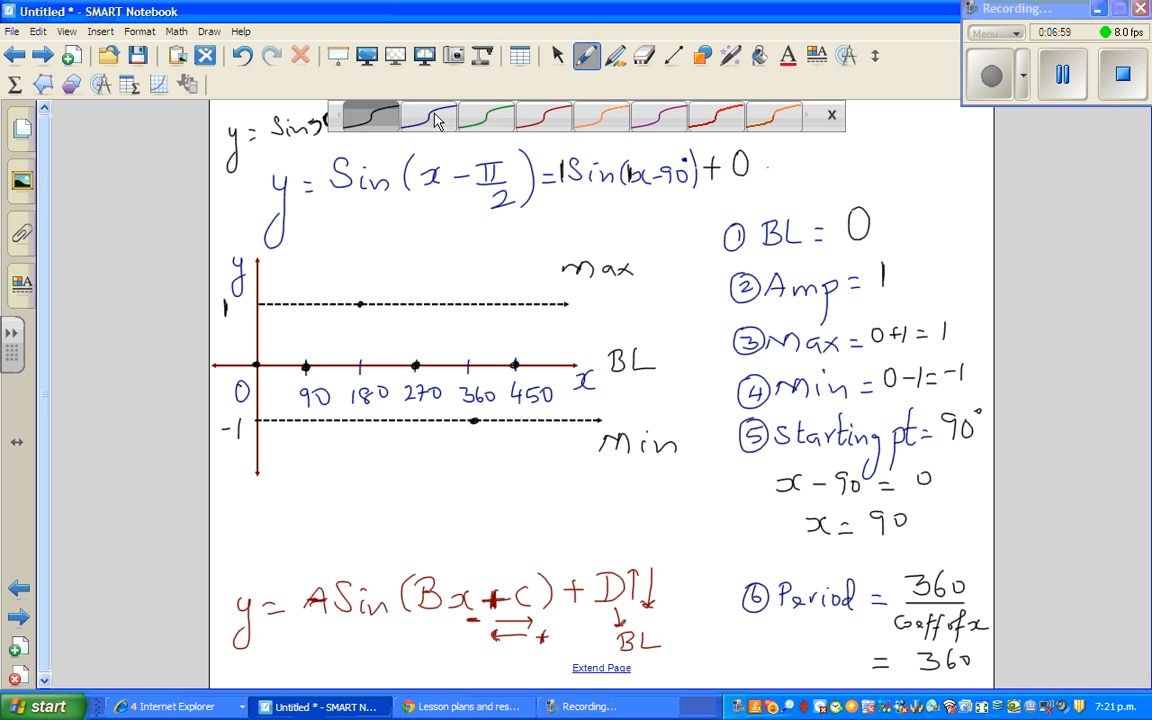 Untitled * - SMART Notebook
Recording...
Menu
0:06:59
8.0 fps
File Edit View Insert Format Math Draw Help
y = Sin
y = Sin (x - π/2) = 1Sin(1x-90°) + 0
① BL = 0
② Amp = 1
③ Max = 0+1 = 1
④ Min = 0-1 = -1
⑤ Starting pt = 90°
x - 90 = 0
x = 90
⑥ Period = 360/Coeff of x
= 360
y
max
1
BL
0 90 180 270 360 450 x
-1
Min
y = A Sin (Bx + C) + D↑↓
- → ← +
↓
BL
Extend Page
start
4 Internet Explorer
Untitled * - SMART N...
Lesson plans and res...
Recording...
7:21 p.m.